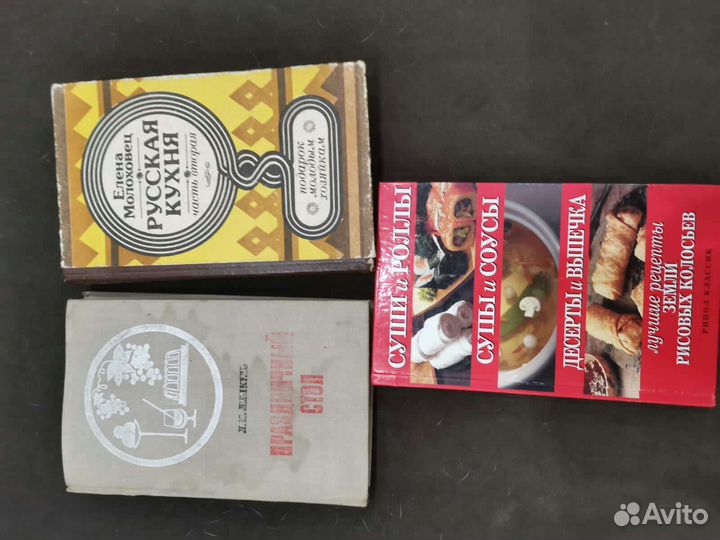 Елена
Молоховец
РУССКАЯ
КУХНЯ
часть вторая
подарок
молодым
хозяйкам
ПРАЗДНИЧНЫЙ
СТОЛ
СУШИ и РОЛЛЫ
СУПЫ и СОУСЫ
ДЕСЕРТЫ и ВЫПЕЧКА
лучшие рецепты
ЗЕМЛИ
РИСОВЫХ КОЛОСЬЕВ
РИПОЛ КЛАССИК
Avito